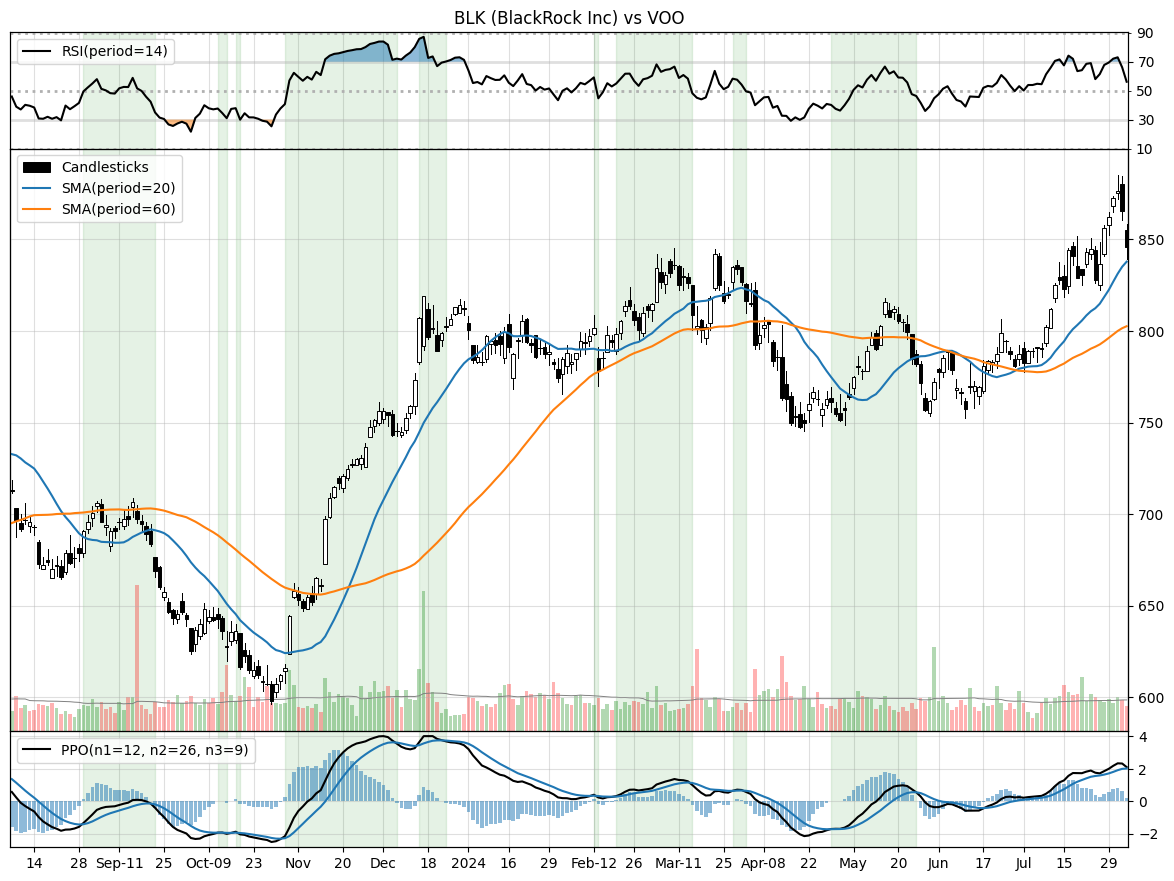 BLK (BlackRock Inc) vs VOO
RSI(period=14)
90
70
50
30
10
Candlesticks
SMA(period=20)
SMA(period=60)
850
800
750
700
650
600
PPO(n1=12, n2=26, n3=9)
4
2
0
−2
14 28 Sep-11 25 Oct-09 23 Nov 20 Dec 18 2024 16 29 Feb-12 26 Mar-11 25 Apr-08 22 May 20 Jun 17 Jul 15 29